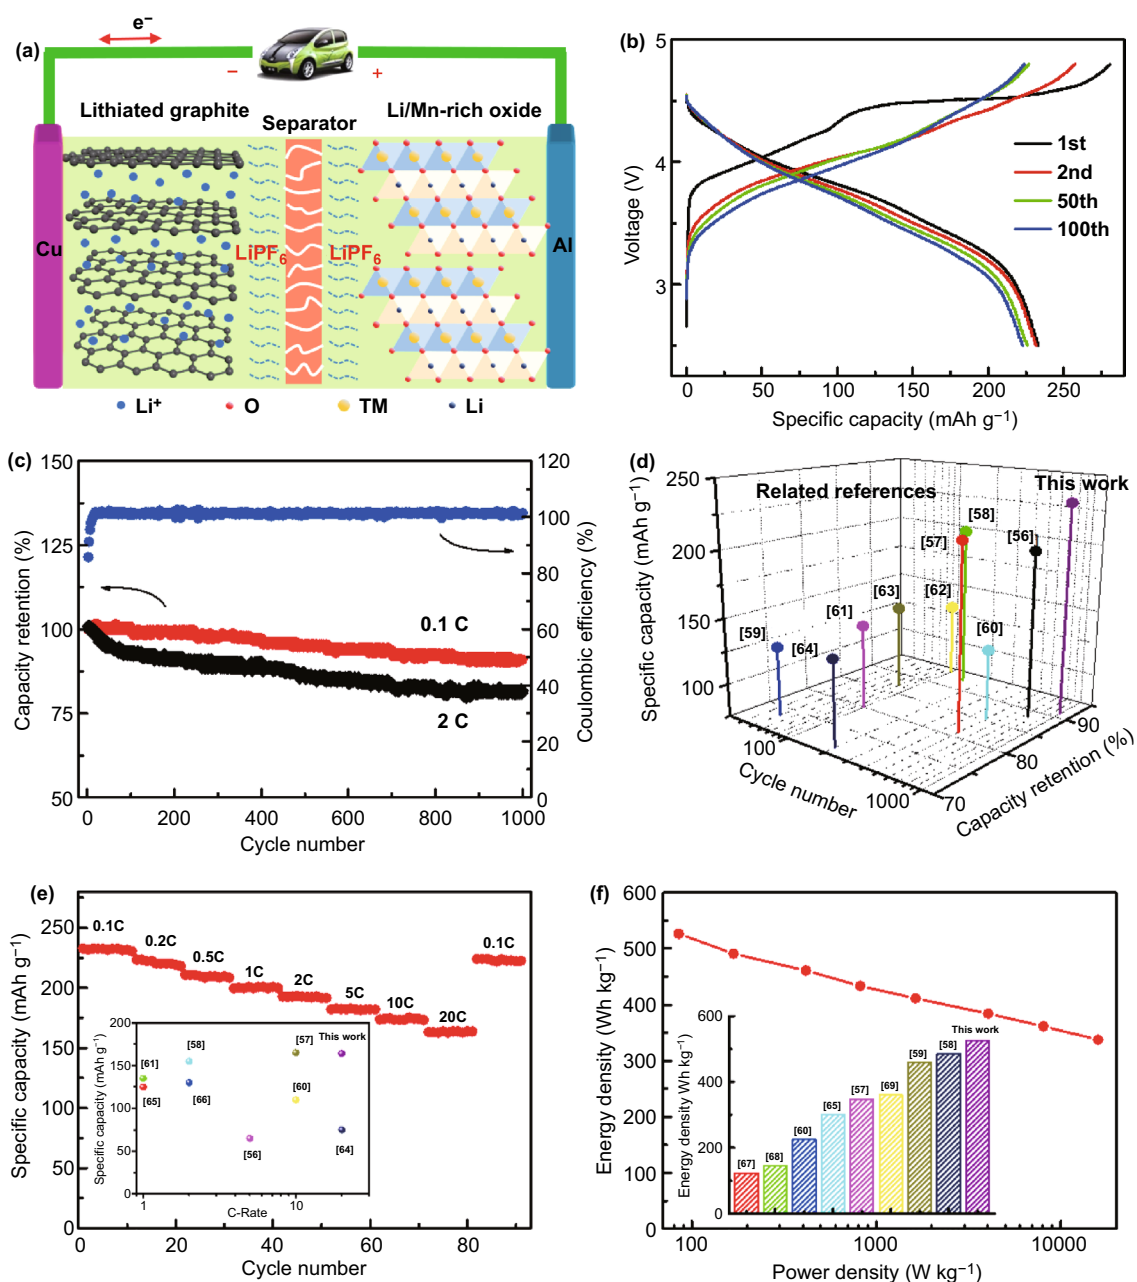 (a)
e⁻
−
+
Lithiated graphite
Separator
Li/Mn-rich oxide
Cu
LiPF₆
LiPF₆
Al
Li⁺
O
TM
Li
(b)
5
4
3
Voltage (V)
1st
2nd
50th
100th
0
50
100
150
200
250
Specific capacity (mAh g⁻¹)
(c)
150
125
100
75
50
Capacity retention (%)
120
100
80
60
40
20
0
Coulombic efficiency (%)
0.1 C
2 C
0
200
400
600
800
1000
Cycle number
(d)
250
200
150
100
Specific capacity (mAh g⁻¹)
Related references
This work
[58]
[57]
[56]
[63]
[62]
[61]
[59]
[64]
[60]
100
1000
Cycle number
70
80
90
Capacity retention (%)
(e)
250
200
150
100
50
0
Specific capacity (mAh g⁻¹)
0.1C
0.2C
0.5C
1C
2C
5C
10C
20C
0.1C
200
150
100
50
0
Specific capacity (mAh g⁻¹)
[61]
[65]
[58]
[66]
[56]
[57]
[60]
This work
[64]
1
10
C-Rate
0
20
40
60
80
Cycle number
(f)
600
500
400
300
200
100
0
Energy density (Wh kg⁻¹)
600
400
200
0
Energy density Wh kg⁻¹)
[67]
[68]
[60]
[65]
[57]
[69]
[59]
[58]
This work
100
1000
10000
Power density (W kg⁻¹)